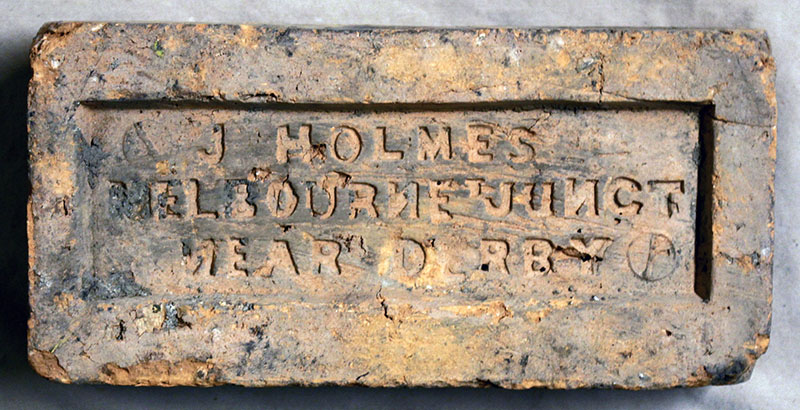 J HOLMES
MELBOURNE JUNCT
NEAR DERBY